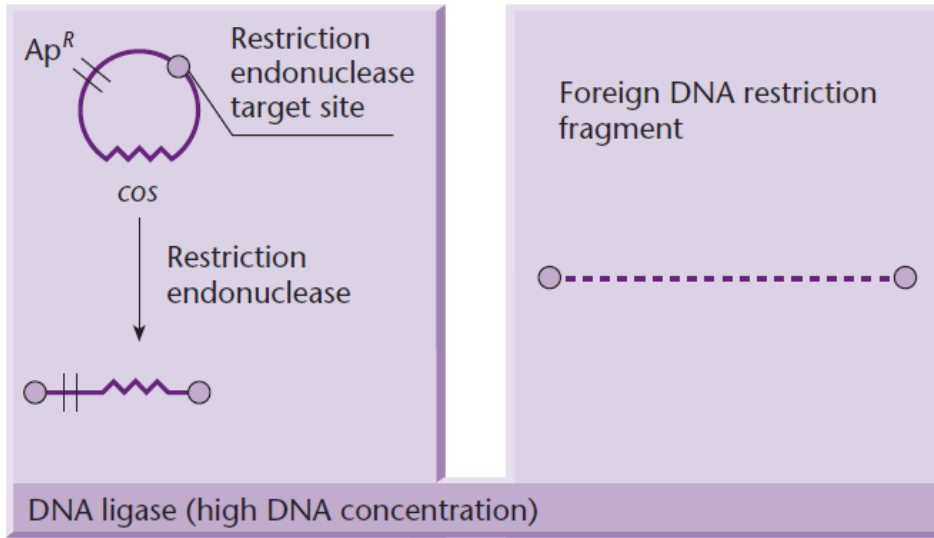 Ap^R
Restriction
endonuclease
target site
cos
Restriction
endonuclease
Foreign DNA restriction
fragment
DNA ligase (high DNA concentration)